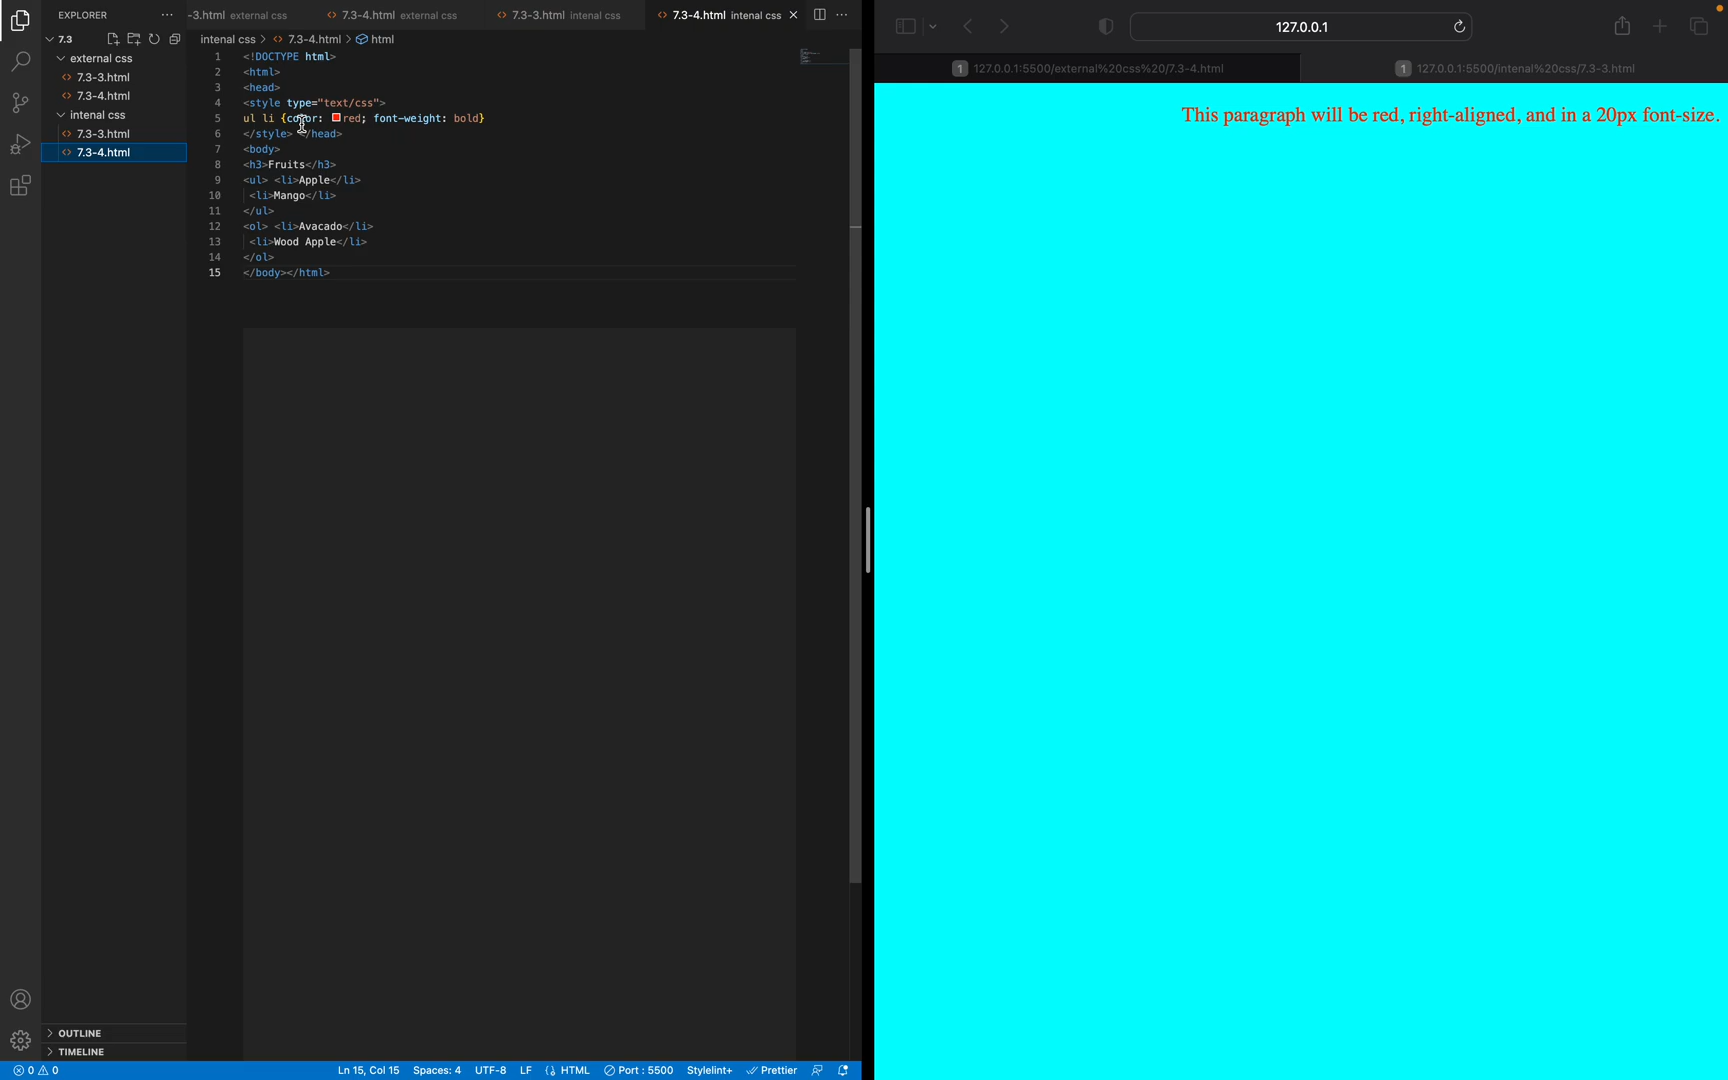 EXPLORER
7.3
external css
7.3-3.html
7.3-4.html
intenal css
7.3-3.html
7.3-4.html
OUTLINE
TIMELINE
-3.html external css
7.3-4.html external css
7.3-3.html intenal css
7.3-4.html intenal css
intenal css > 7.3-4.html > html
1 <!DOCTYPE html>
2 <html>
3 <head>
4 <style type="text/css">
5 ul li {color: red; font-weight: bold}
6 </style> </head>
7 <body>
8 <h3>Fruits</h3>
9 <ul> <li>Apple</li>
10 <li>Mango</li>
11 </ul>
12 <ol> <li>Avacado</li>
13 <li>Wood Apple</li>
14 </ol>
15 </body></html>
0 0 Ln 15, Col 15 Spaces: 4 UTF-8 LF HTML Port : 5500 Stylelint+ Prettier
127.0.0.1
1 127.0.0.1:5500/external%20css%20/7.3-4.html
1 127.0.0.1:5500/intenal%20css/7.3-3.html
This paragraph will be red, right-aligned, and in a 20px font-size.